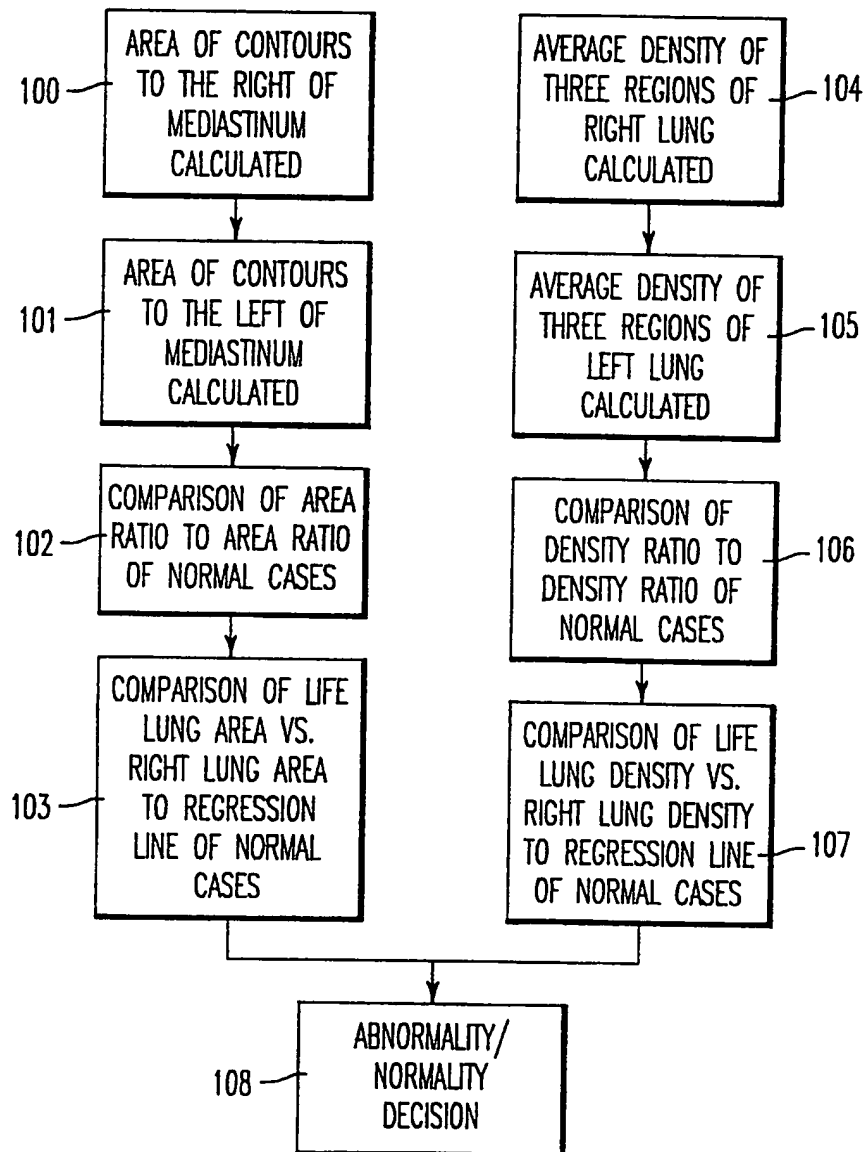 100
AREA OF CONTOURS
TO THE RIGHT OF
MEDIASTINUM
CALCULATED
101
AREA OF CONTOURS
TO THE LEFT OF
MEDIASTINUM
CALCULATED
102
COMPARISON OF AREA
RATIO TO AREA RATIO
OF NORMAL CASES
103
COMPARISON OF LIFE
LUNG AREA VS.
RIGHT LUNG AREA
TO REGRESSION
LINE OF NORMAL
CASES
AVERAGE DENSITY OF
THREE REGIONS OF
RIGHT LUNG
CALCULATED
104
AVERAGE DENSITY OF
THREE REGIONS OF
LEFT LUNG
CALCULATED
105
COMPARISON OF
DENSITY RATIO TO
DENSITY RATIO OF
NORMAL CASES
106
COMPARISON OF LIFE
LUNG DENSITY VS.
RIGHT LUNG DENSITY
TO REGRESSION LINE
OF NORMAL CASES
107
108
ABNORMALITY/
NORMALITY
DECISION